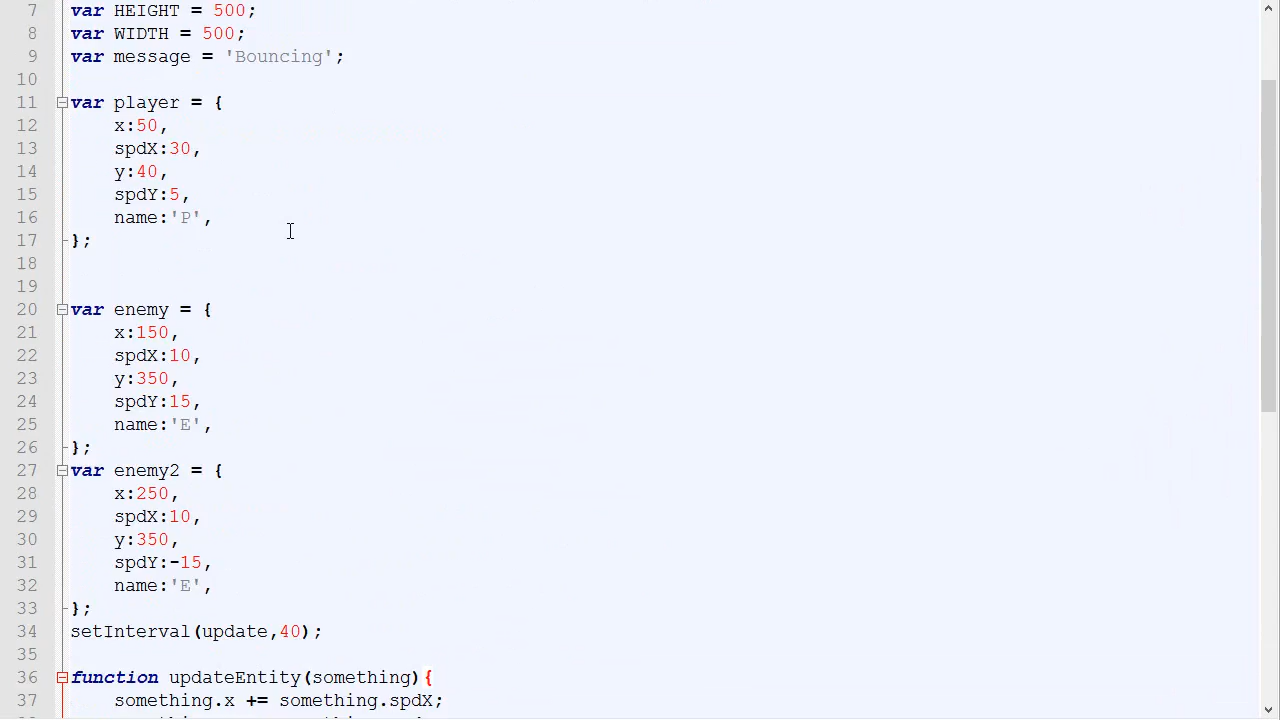 7 var HEIGHT = 500;
8 var WIDTH = 500;
9 var message = 'Bouncing';
10
11 var player = {
12 x:50,
13 spdX:30,
14 y:40,
15 spdY:5,
16 name:'P',
17 };
18
19
20 var enemy = {
21 x:150,
22 spdX:10,
23 y:350,
24 spdY:15,
25 name:'E',
26 };
27 var enemy2 = {
28 x:250,
29 spdX:10,
30 y:350,
31 spdY:-15,
32 name:'E',
33 };
34 setInterval(update,40);
35
36 function updateEntity(something){
37 something.x += something.spdX;